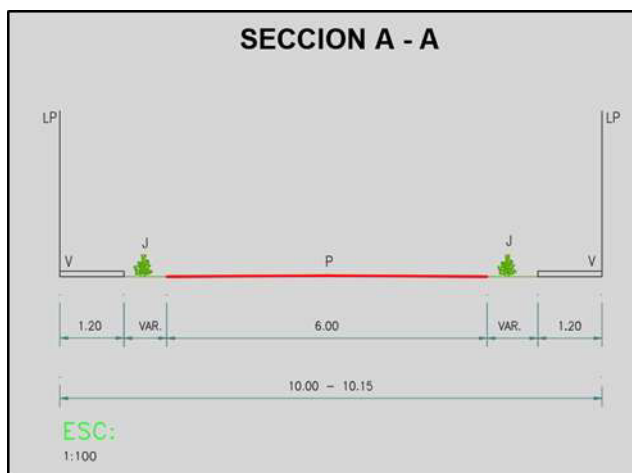 SECCION A - A
LP LP
J J
V P V
1.20 VAR. 6.00 VAR. 1.20
10.00 - 10.15
ESC:
1:100